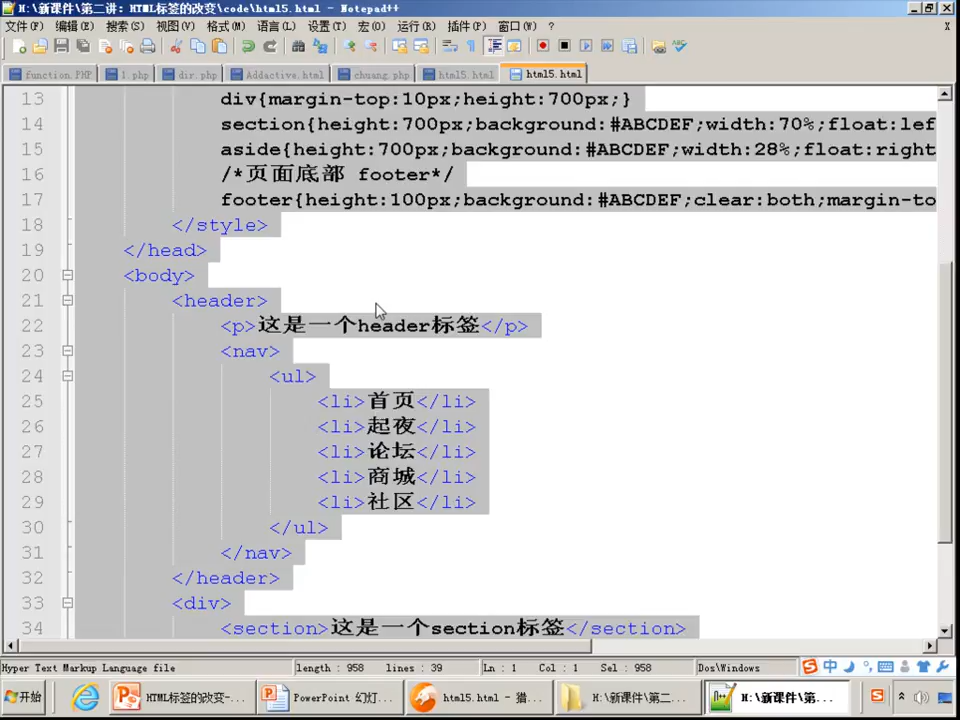 H:\新课件\第二讲：HTML标签的改变\code\html5.html - Notepad++
文件(F) 编辑(E) 搜索(S) 视图(V) 格式(M) 语言(L) 设置(T) 宏(O) 运行(R) 插件(P) 窗口(W) ? X
function.PHP 1.php dir.php Addactive.html chuang.php html5.html html5.html
13 div{margin-top:10px;height:700px;}
14 section{height:700px;background:#ABCDEF;width:70%;float:lef
15 aside{height:700px;background:#ABCDEF;width:28%;float:right
16 /*页面底部 footer*/
17 footer{height:100px;background:#ABCDEF;clear:both;margin-to
18 </style>
19 </head>
20 <body>
21 <header>
22 <p>这是一个header标签</p>
23 <nav>
24 <ul>
25 <li>首页</li>
26 <li>起夜</li>
27 <li>论坛</li>
28 <li>商城</li>
29 <li>社区</li>
30 </ul>
31 </nav>
32 </header>
33 <div>
34 <section>这是一个section标签</section>
Hyper Text Markup Language file length : 958 lines : 39 Ln : 1 Col : 1 Sel : 958 Dos\Windows 中
开始 HTML标签的改变-... PowerPoint 幻灯... html5.html - 猎... H:\新课件\第二... H:\新课件\第...